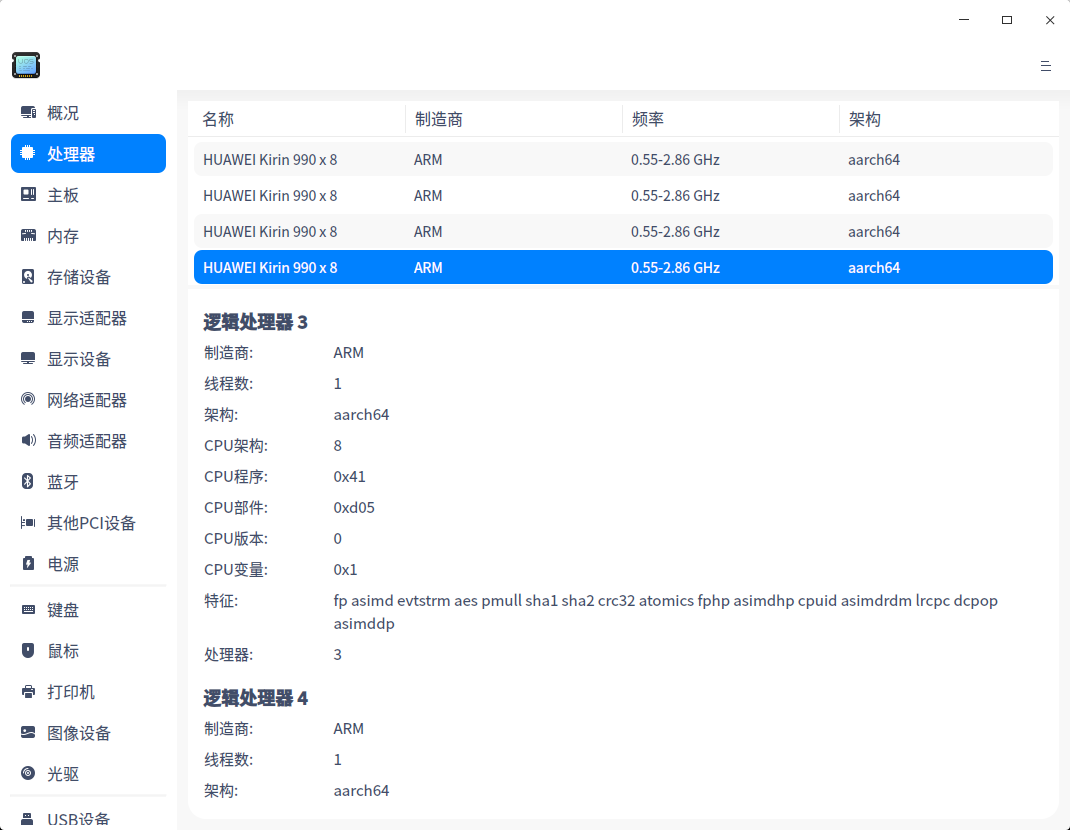 概况
处理器
主板
内存
存储设备
显示适配器
显示设备
网络适配器
音频适配器
蓝牙
其他PCI设备
电源
键盘
鼠标
打印机
图像设备
光驱
USB设备
名称 制造商 频率 架构
HUAWEI Kirin 990 x 8 ARM 0.55-2.86 GHz aarch64
HUAWEI Kirin 990 x 8 ARM 0.55-2.86 GHz aarch64
HUAWEI Kirin 990 x 8 ARM 0.55-2.86 GHz aarch64
HUAWEI Kirin 990 x 8 ARM 0.55-2.86 GHz aarch64
逻辑处理器 3
制造商: ARM
线程数: 1
架构: aarch64
CPU架构: 8
CPU程序: 0x41
CPU部件: 0xd05
CPU版本: 0
CPU变量: 0x1
特征: fp asimd evtstrm aes pmull sha1 sha2 crc32 atomics fphp asimdhp cpuid asimdrdm lrcpc dcpop
asimddp
处理器: 3
逻辑处理器 4
制造商: ARM
线程数: 1
架构: aarch64